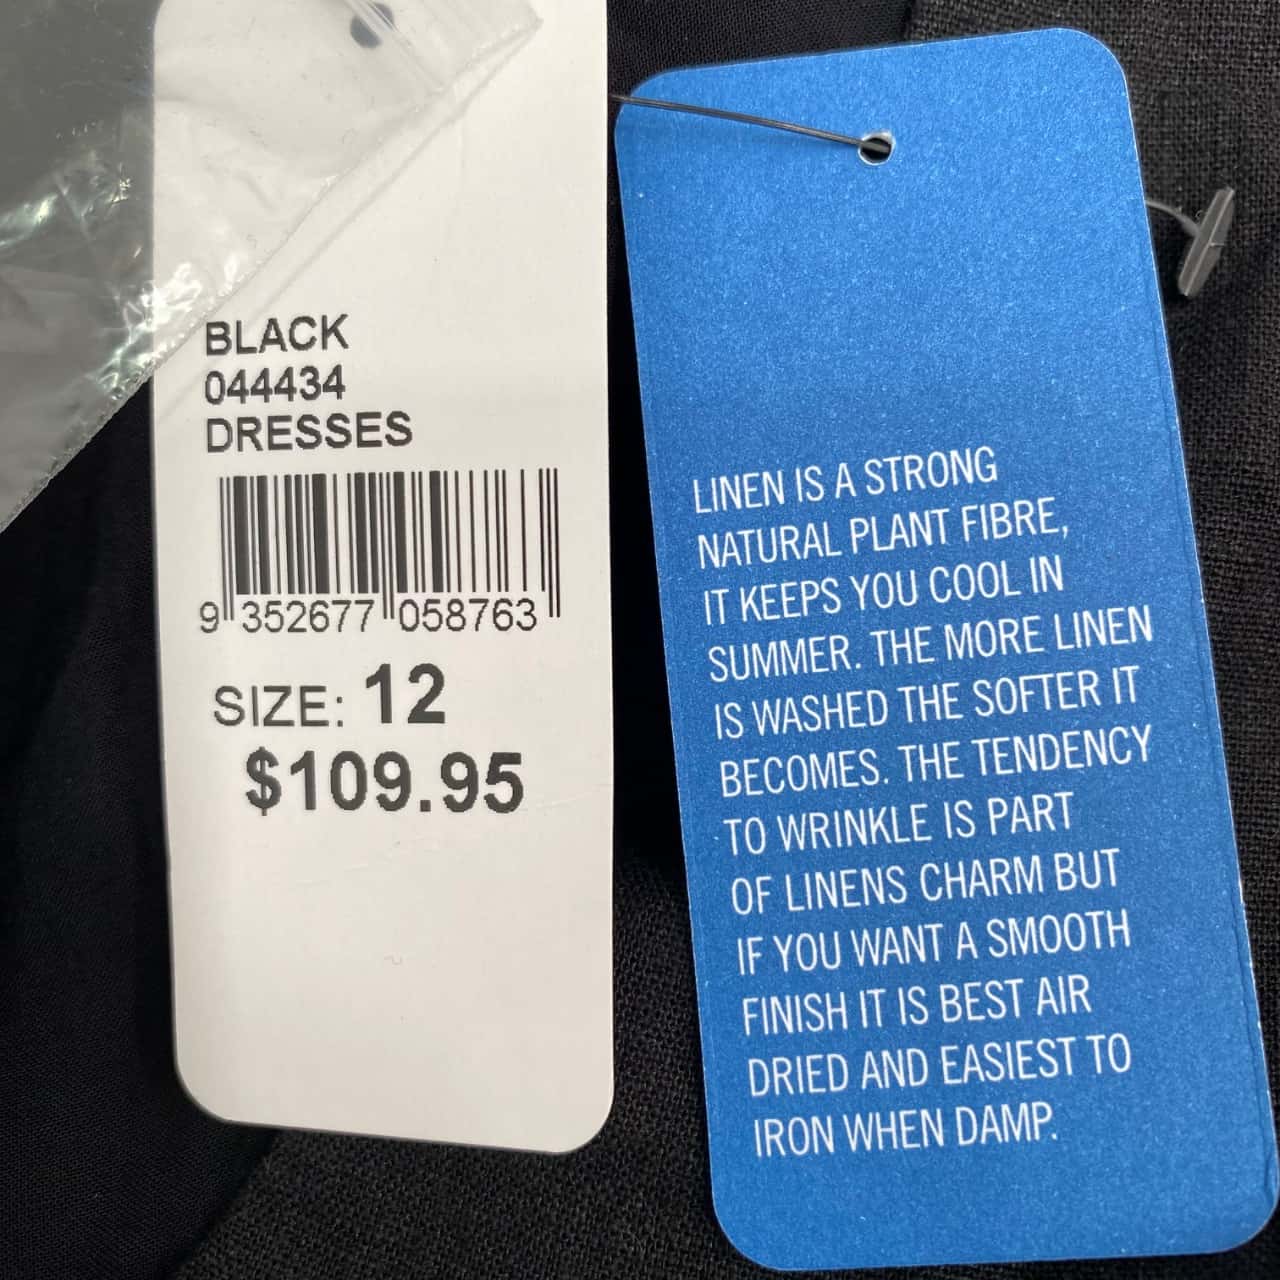 BLACK
044434
DRESSES
9 352677 058763
SIZE: 12
$109.95
LINEN IS A STRONG
NATURAL PLANT FIBRE,
IT KEEPS YOU COOL IN
SUMMER. THE MORE LINEN
IS WASHED THE SOFTER IT
BECOMES. THE TENDENCY
TO WRINKLE IS PART
OF LINENS CHARM BUT
IF YOU WANT A SMOOTH
FINISH IT IS BEST AIR
DRIED AND EASIEST TO
IRON WHEN DAMP.